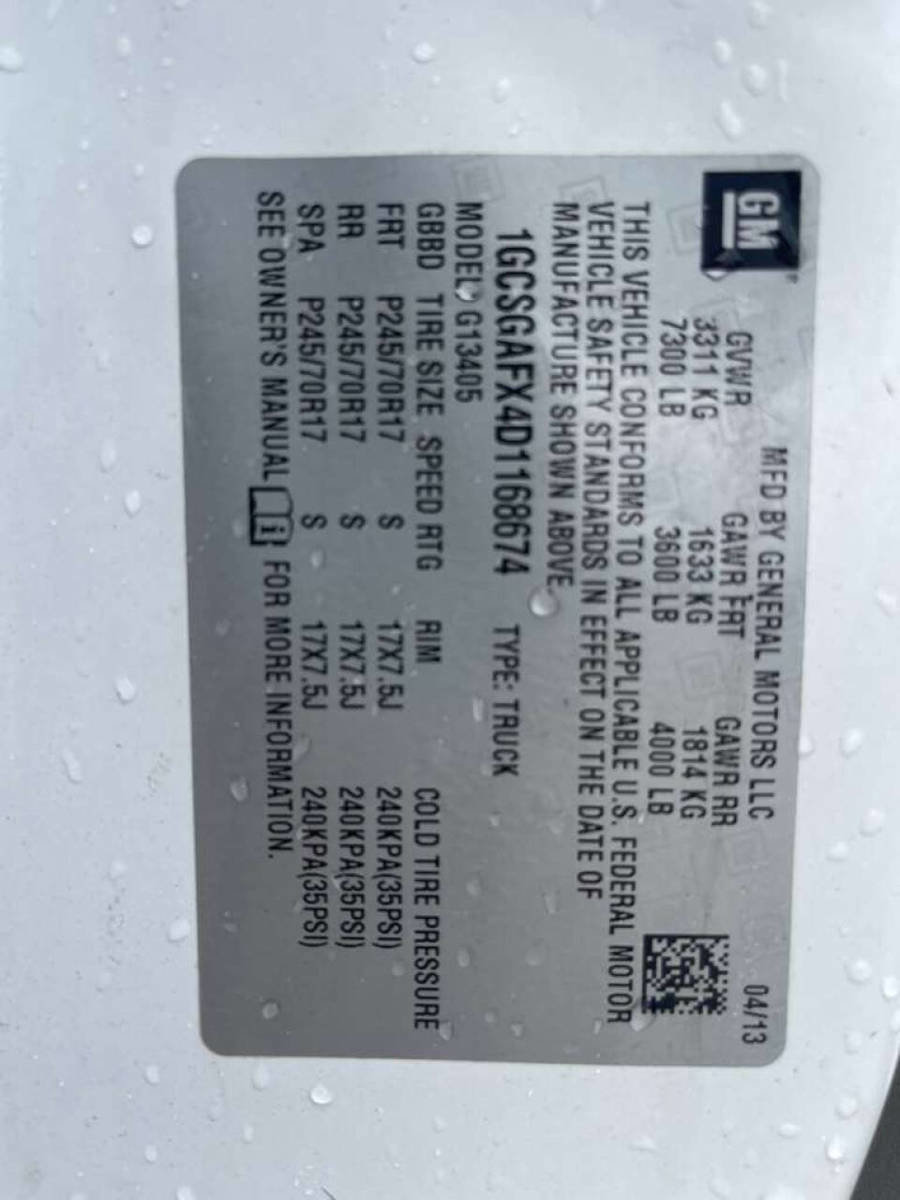 GM
MFD BY GENERAL MOTORS LLC 04/13
GVWR GAWR FRT GAWR RR
3311 KG 1633 KG 1814 KG
7300 LB 3600 LB 4000 LB
THIS VEHICLE CONFORMS TO ALL APPLICABLE U.S. FEDERAL MOTOR
VEHICLE SAFETY STANDARDS IN EFFECT ON THE DATE OF
MANUFACTURE SHOWN ABOVE.
1GCSGAFX4D1168674 TYPE: TRUCK
MODEL: G13405
GBBD TIRE SIZE SPEED RTG RIM COLD TIRE PRESSURE
FRT P245/70R17 S 17X7.5J 240KPA(35PSI)
RR P245/70R17 S 17X7.5J 240KPA(35PSI)
SPA P245/70R17 S 17X7.5J 240KPA(35PSI)
SEE OWNER'S MANUAL i FOR MORE INFORMATION.